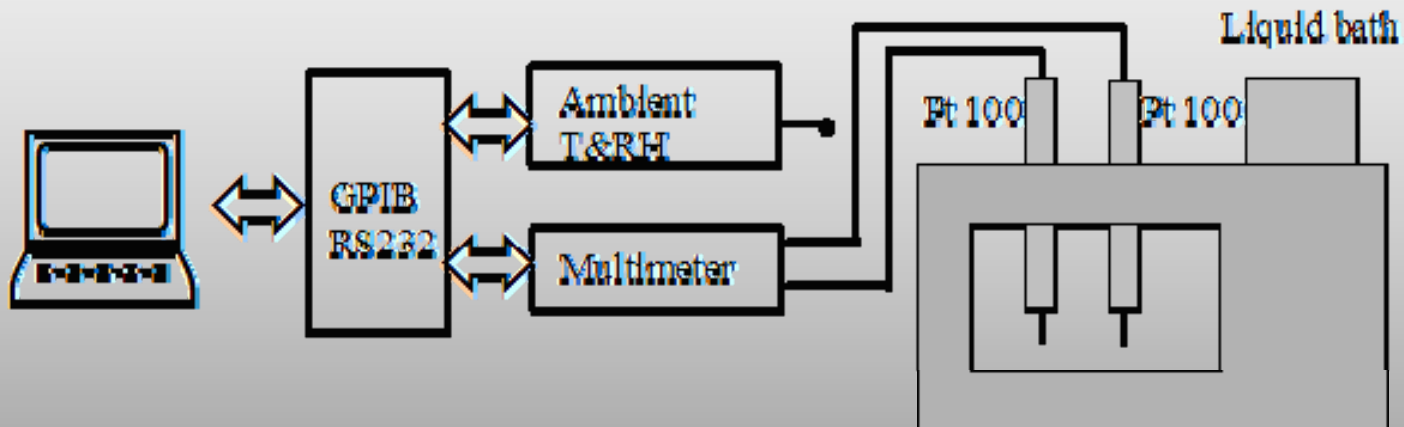 Liquid bath
Ambient
T&RH
Pt 100
Pt 100
GPIB
RS232
Multimeter